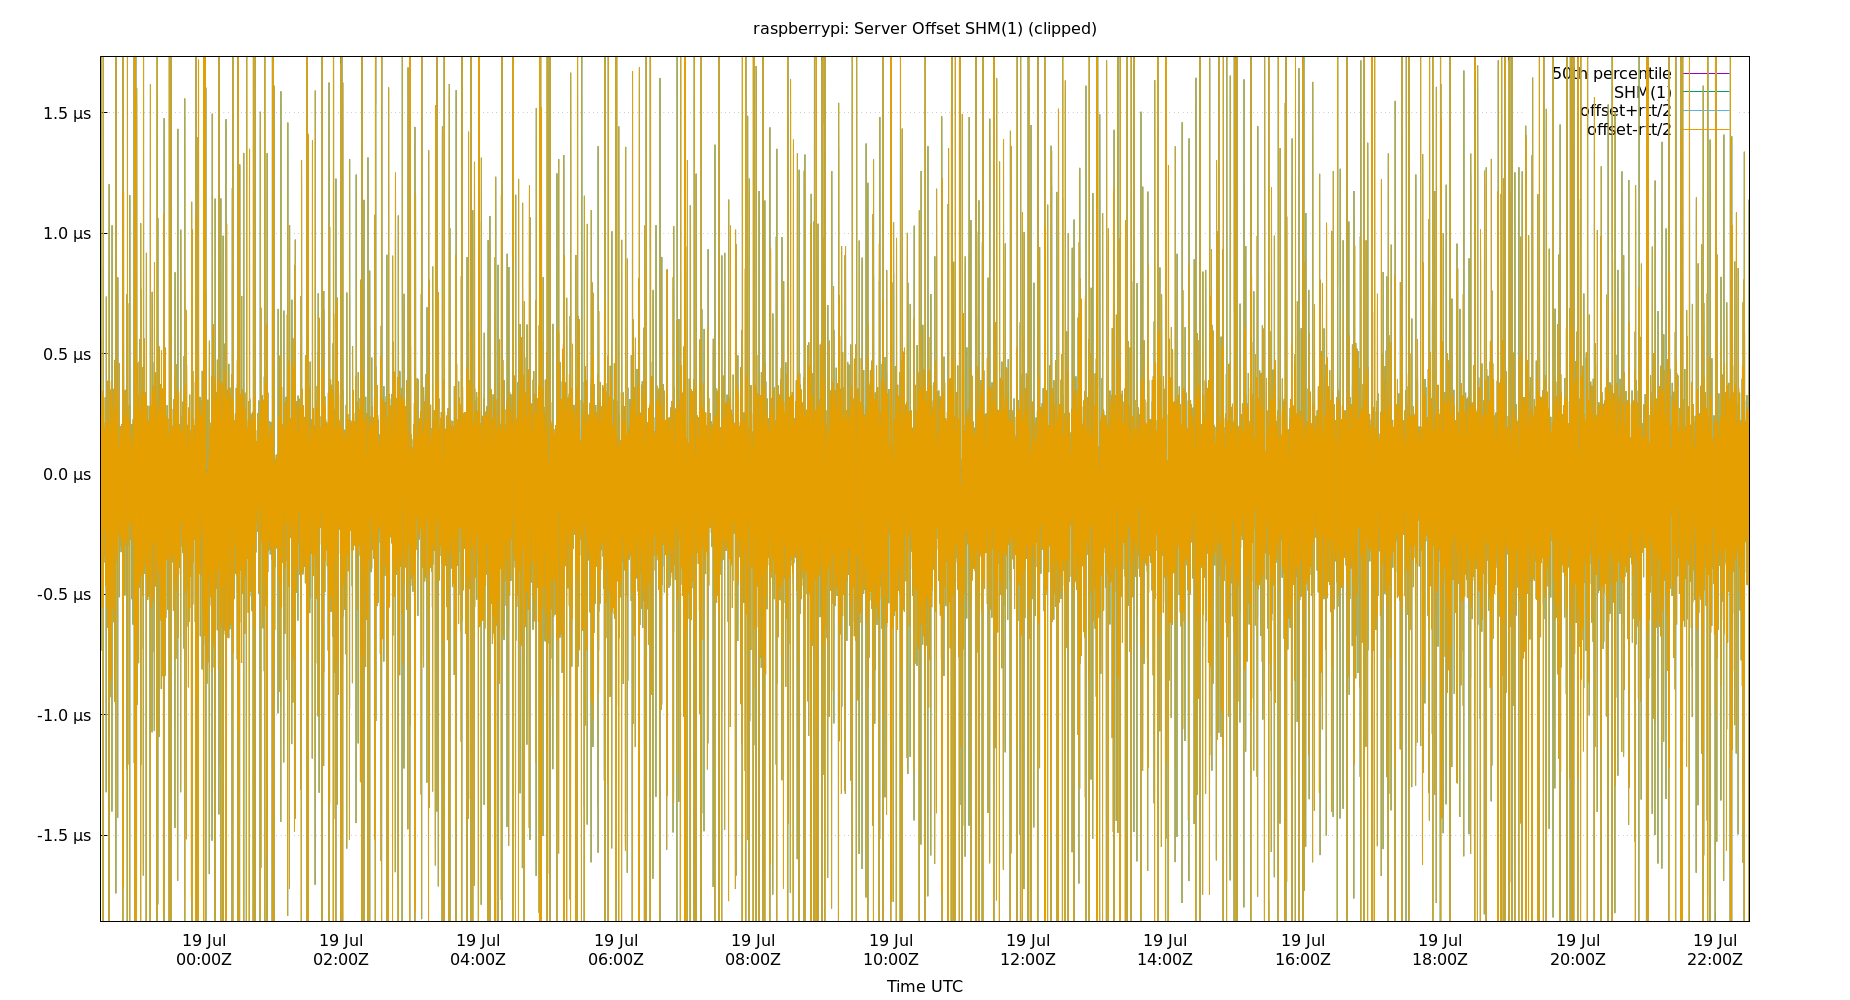 raspberrypi: Server Offset SHM(1) (clipped)
50th percentile
SHM(1)
offset+rtt/2
offset-rtt/2
1.5 μs
1.0 μs
0.5 μs
0.0 μs
-0.5 μs
-1.0 μs
-1.5 μs
19 Jul 19 Jul 19 Jul 19 Jul 19 Jul 19 Jul 19 Jul 19 Jul 19 Jul 19 Jul 19 Jul 19 Jul
00:00Z 02:00Z 04:00Z 06:00Z 08:00Z 10:00Z 12:00Z 14:00Z 16:00Z 18:00Z 20:00Z 22:00Z
Time UTC